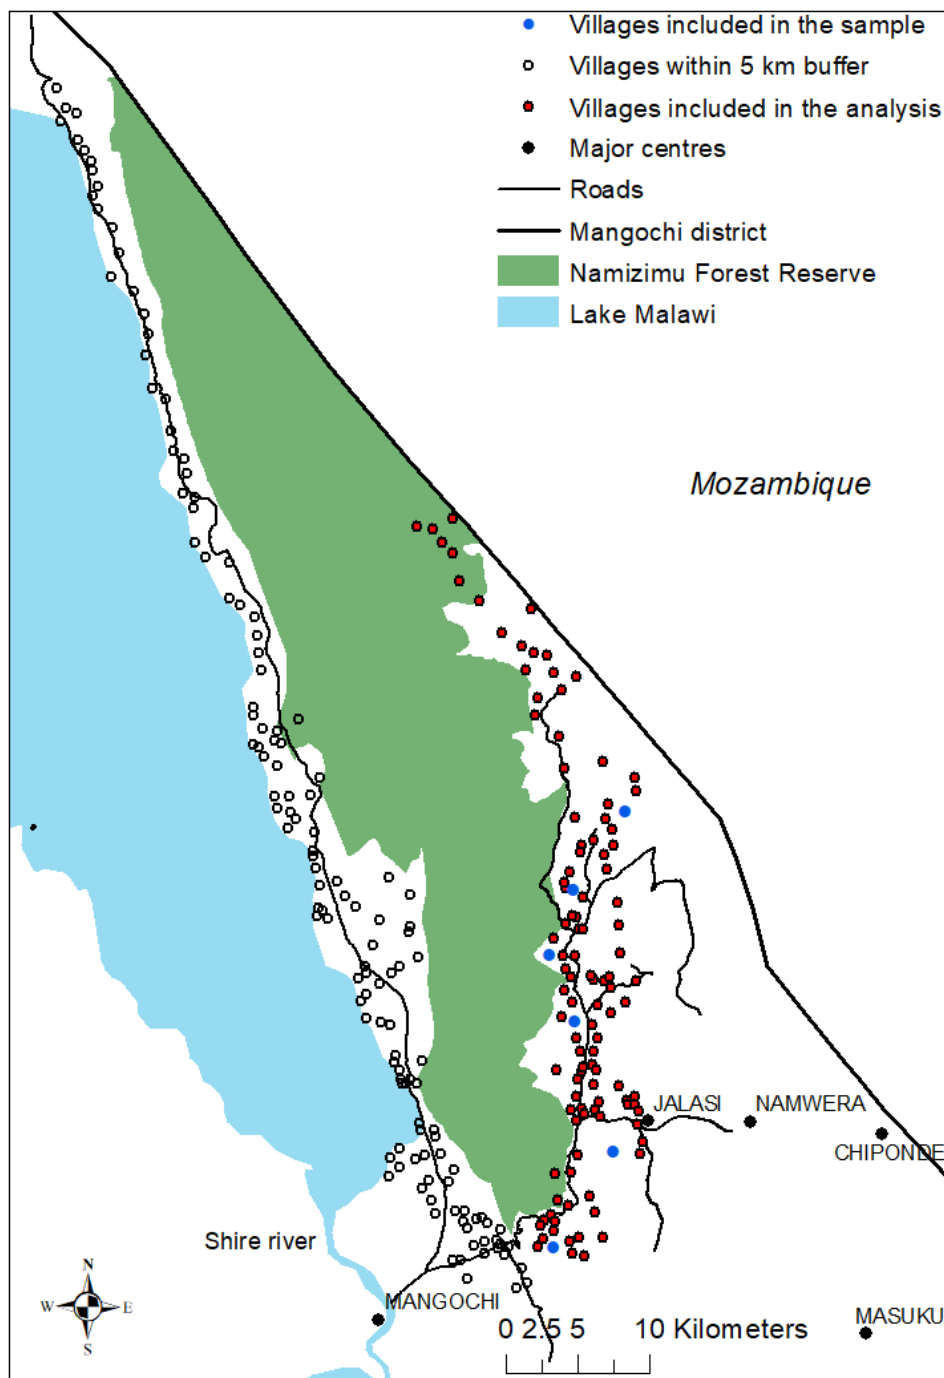 Villages included in the sample
Villages within 5 km buffer
Villages included in the analysis
Major centres
Roads
Mangochi district
Namizimu Forest Reserve
Lake Malawi
Mozambique
JALASI
NAMWERA
CHIPONDE
Shire river
MANGOCHI
MASUKU
N
W
E
S
0 2.5 5 10 Kilometers